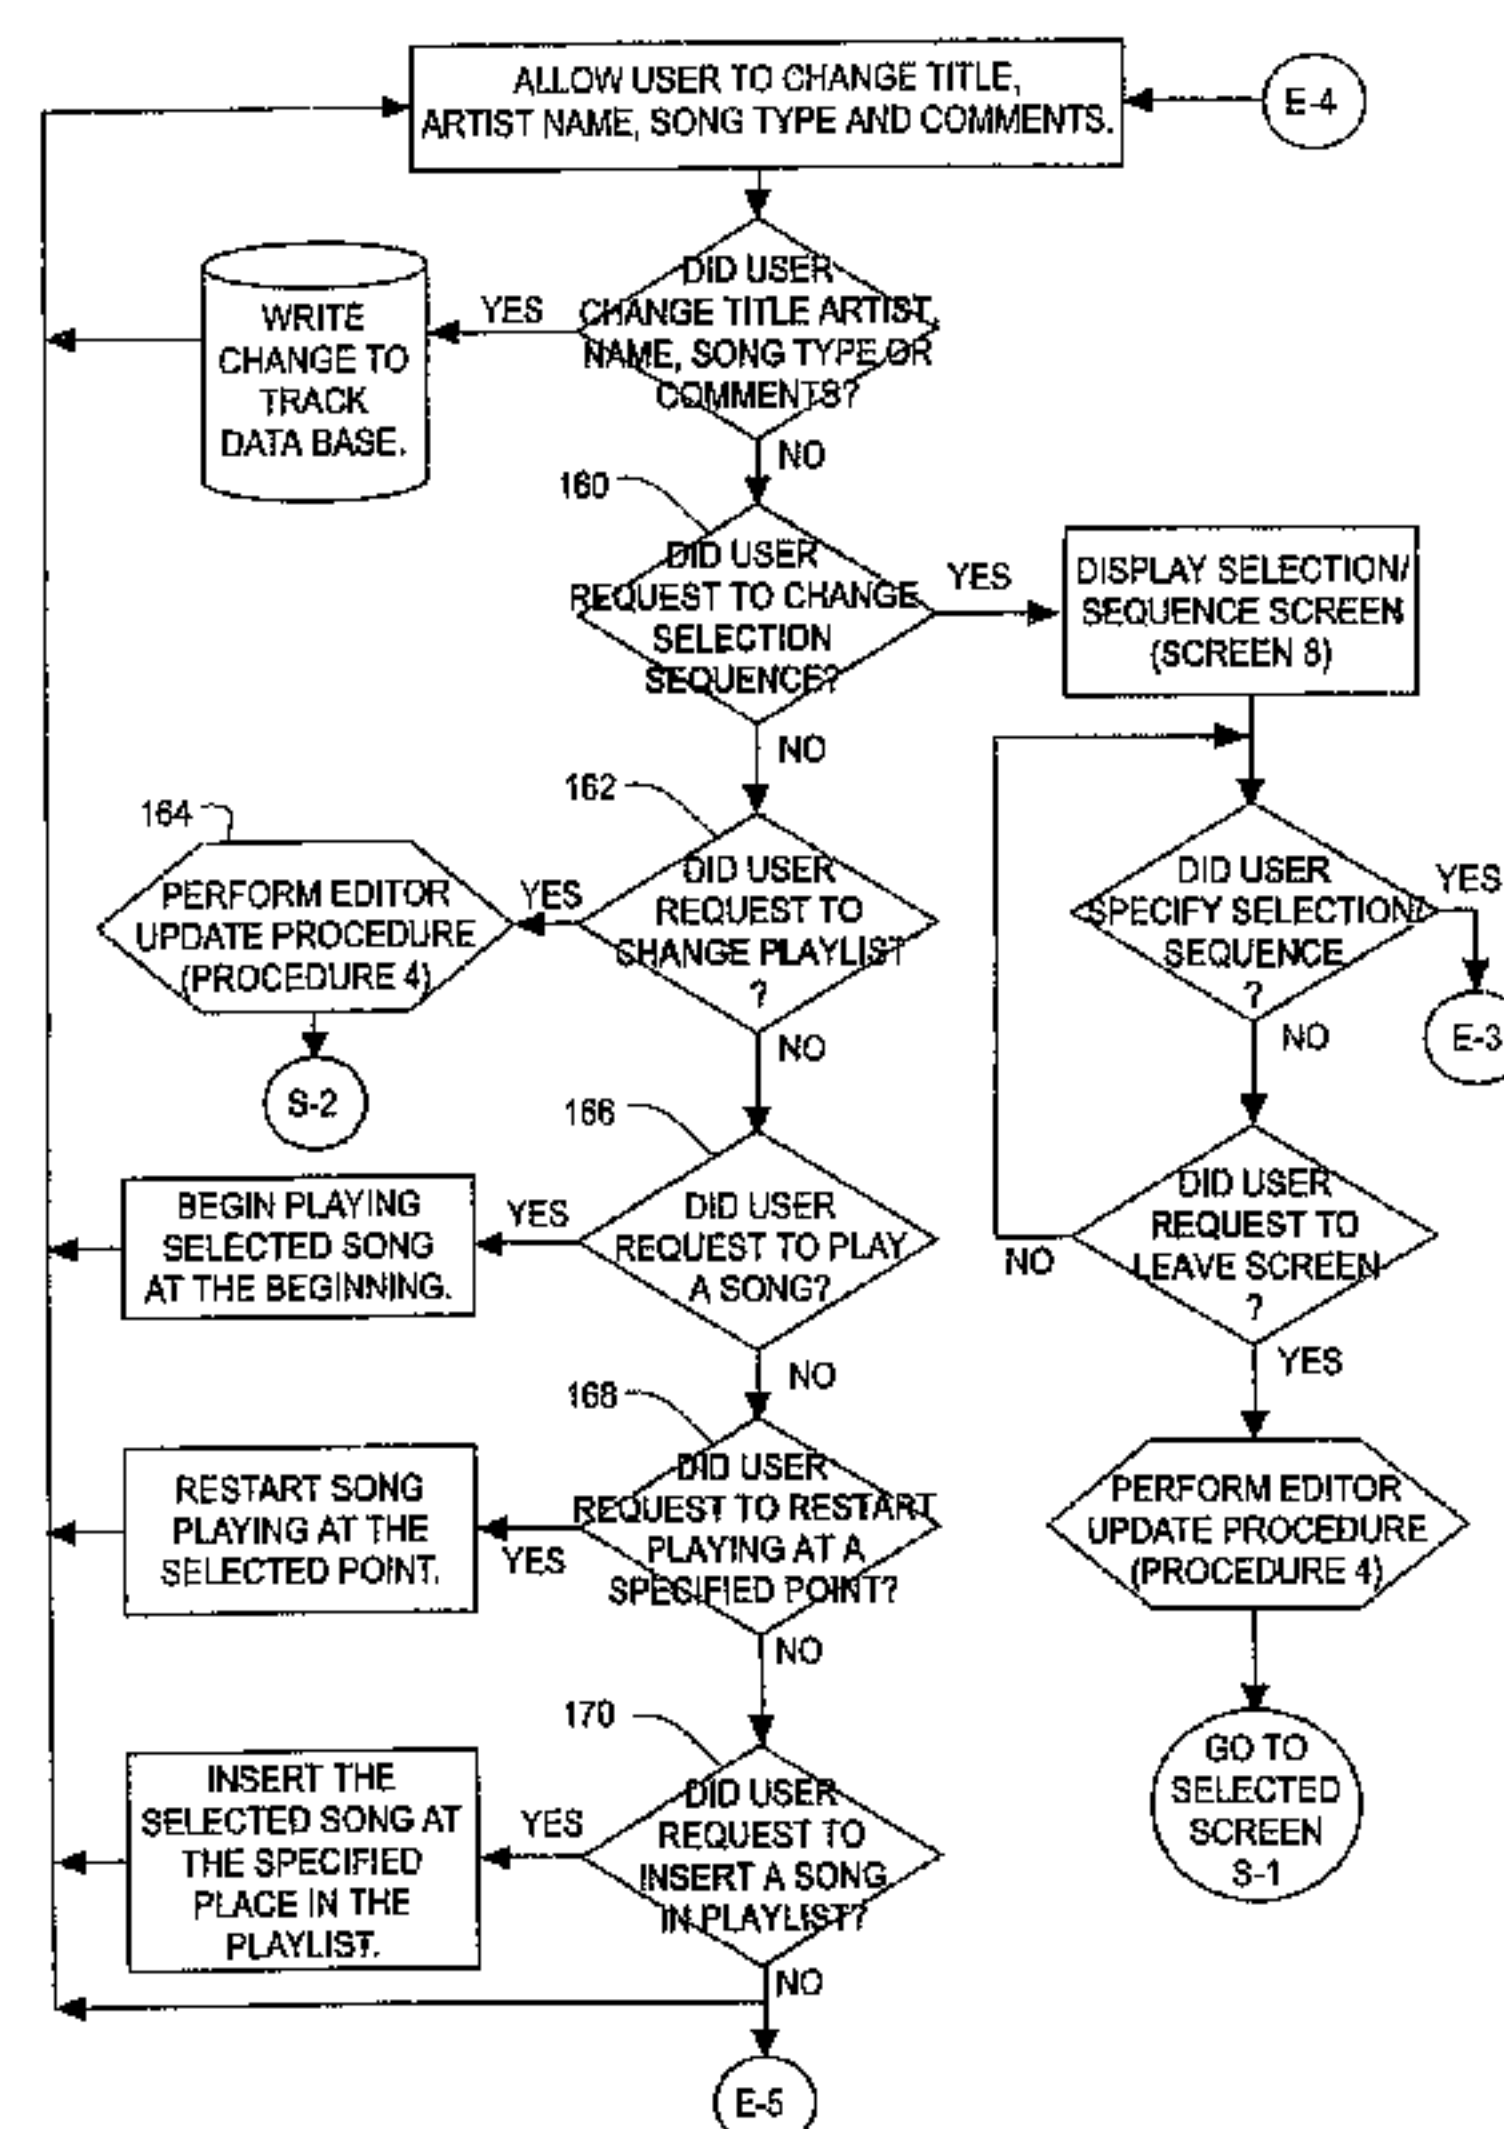 ALLOW USER TO CHANGE TITLE,
ARTIST NAME, SONG TYPE AND COMMENTS.
E-4
DID USER
CHANGE TITLE ARTIST,
NAME, SONG TYPE OR
COMMENTS?
YES
WRITE
CHANGE TO
TRACK
DATA BASE.
NO
160
DID USER
REQUEST TO CHANGE
SELECTION
SEQUENCE?
YES
DISPLAY SELECTION/
SEQUENCE SCREEN
(SCREEN 8)
NO
162
DID USER
REQUEST TO
CHANGE PLAYLIST
?
YES
164
PERFORM EDITOR
UPDATE PROCEDURE
(PROCEDURE 4)
S-2
NO
DID USER
SPECIFY SELECTION/
SEQUENCE
?
YES
E-3
NO
166
DID USER
REQUEST TO PLAY
A SONG?
YES
BEGIN PLAYING
SELECTED SONG
AT THE BEGINNING.
NO
DID USER
REQUEST TO
LEAVE SCREEN
?
NO
YES
168
DID USER
REQUEST TO RESTART
PLAYING AT A
SPECIFIED POINT?
YES
RESTART SONG
PLAYING AT THE
SELECTED POINT.
NO
PERFORM EDITOR
UPDATE PROCEDURE
(PROCEDURE 4)
GO TO
SELECTED
SCREEN
S-1
170
DID USER
REQUEST TO
INSERT A SONG
IN PLAYLIST?
YES
INSERT THE
SELECTED SONG AT
THE SPECIFIED
PLACE IN THE
PLAYLIST.
NO
E-5